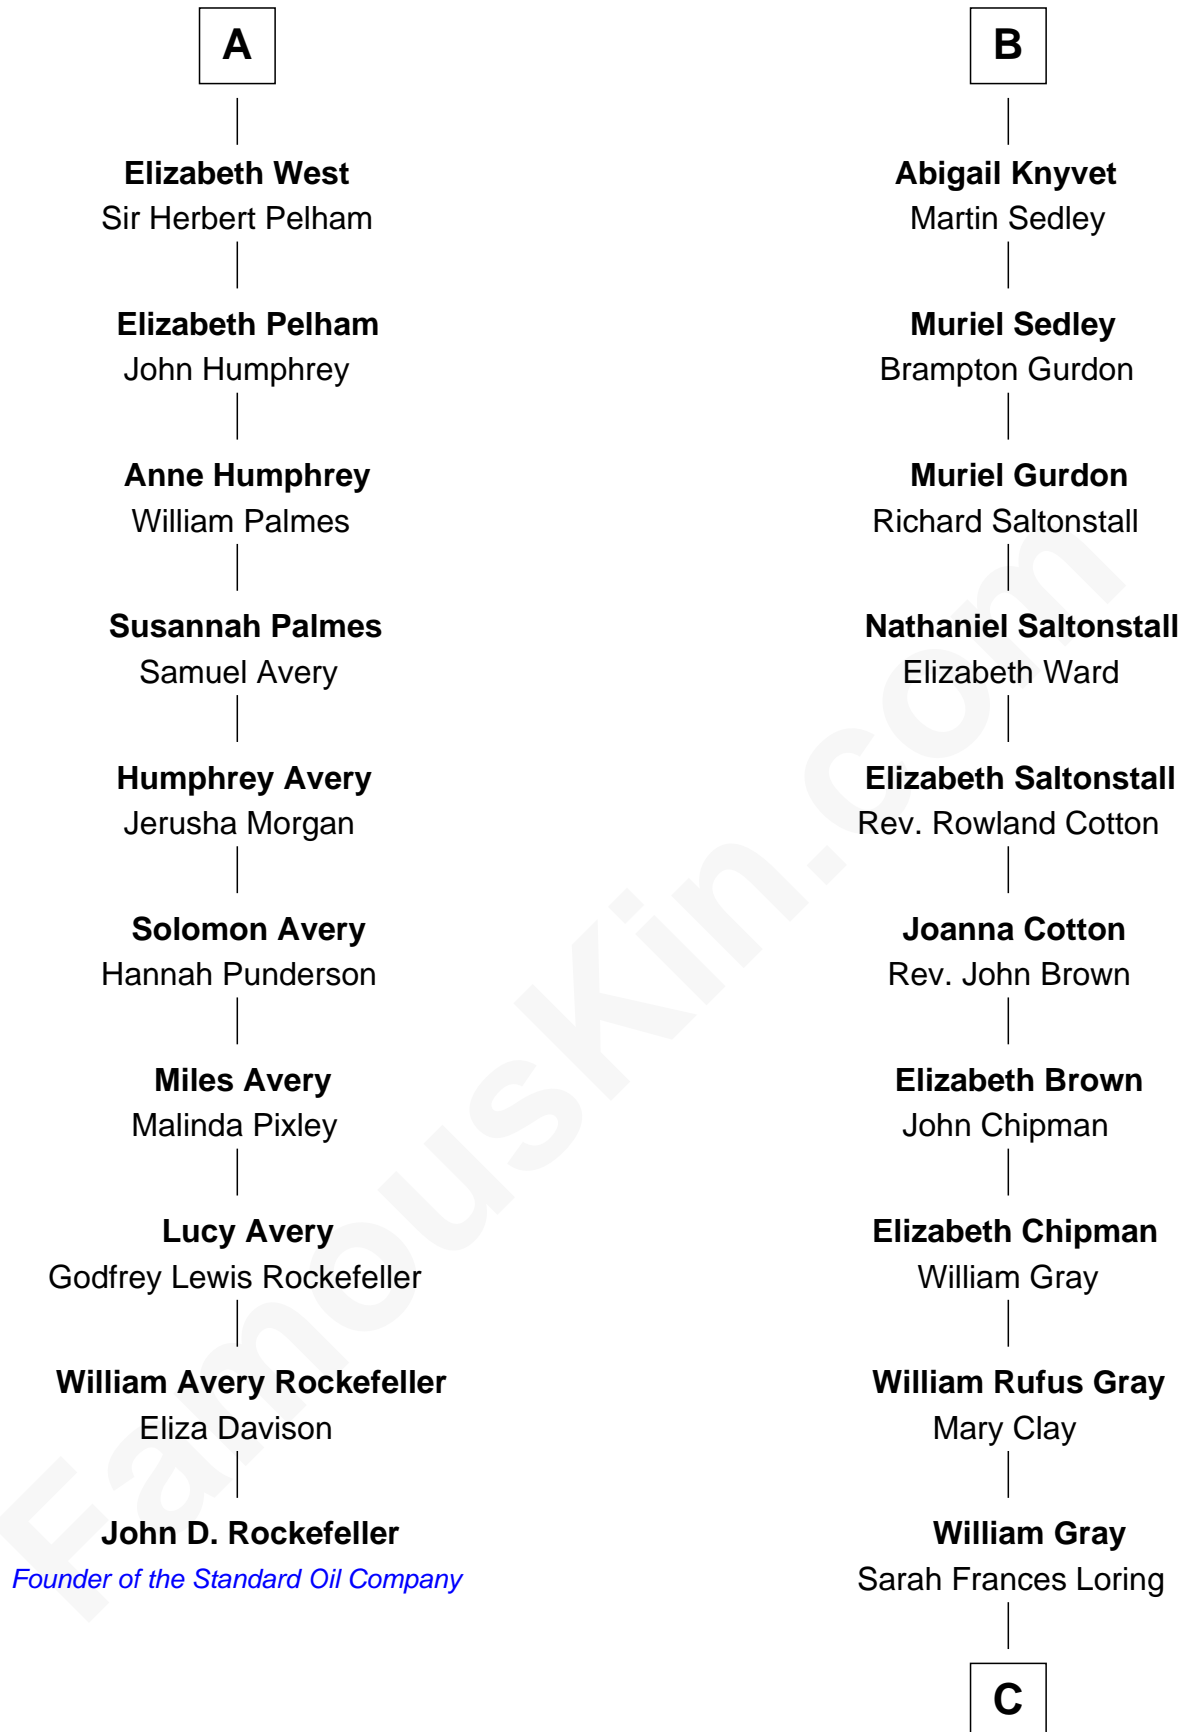 A
Elizabeth West
Sir Herbert Pelham
Elizabeth Pelham
John Humphrey
Anne Humphrey
William Palmes
Susannah Palmes
Samuel Avery
Humphrey Avery
Jerusha Morgan
Solomon Avery
Hannah Punderson
Miles Avery
Malinda Pixley
Lucy Avery
Godfrey Lewis Rockefeller
William Avery Rockefeller
Eliza Davison
John D. Rockefeller
Founder of the Standard Oil Company
B
Abigail Knyvet
Martin Sedley
Muriel Sedley
Brampton Gurdon
Muriel Gurdon
Richard Saltonstall
Nathaniel Saltonstall
Elizabeth Ward
Elizabeth Saltonstall
Rev. Rowland Cotton
Joanna Cotton
Rev. John Brown
Elizabeth Brown
John Chipman
Elizabeth Chipman
William Gray
William Rufus Gray
Mary Clay
William Gray
Sarah Frances Loring
C
FamousKin.com